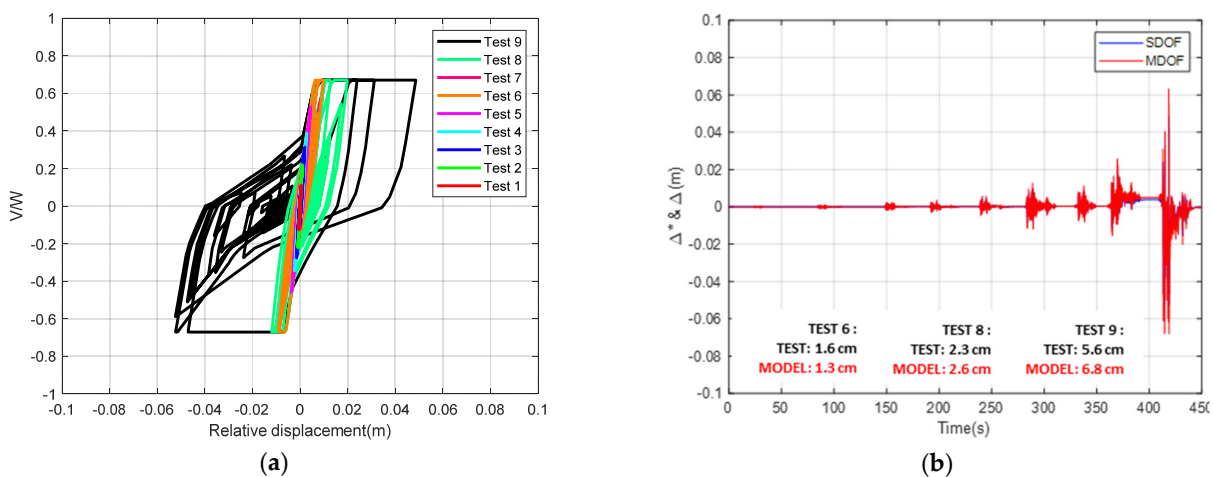 1
0.8
0.6
0.4
0.2
0
-0.2
-0.4
-0.6
-0.8
-1
V/W
-0.1 -0.08 -0.06 -0.04 -0.02 0 0.02 0.04 0.06 0.08 0.1
Relative displacement(m)
Test 9
Test 8
Test 7
Test 6
Test 5
Test 4
Test 3
Test 2
Test 1
(a)
0.1
0.08
0.06
0.04
0.02
0
-0.02
-0.04
-0.06
-0.08
-0.1
Δ* & Δ (m)
SDOF
MDOF
TEST 6 :
TEST: 1.6 cm
MODEL: 1.3 cm
TEST 8 :
TEST: 2.3 cm
MODEL: 2.6 cm
TEST 9 :
TEST: 5.6 cm
MODEL: 6.8 cm
0 50 100 150 200 250 300 350 400 450
Time(s)
(b)